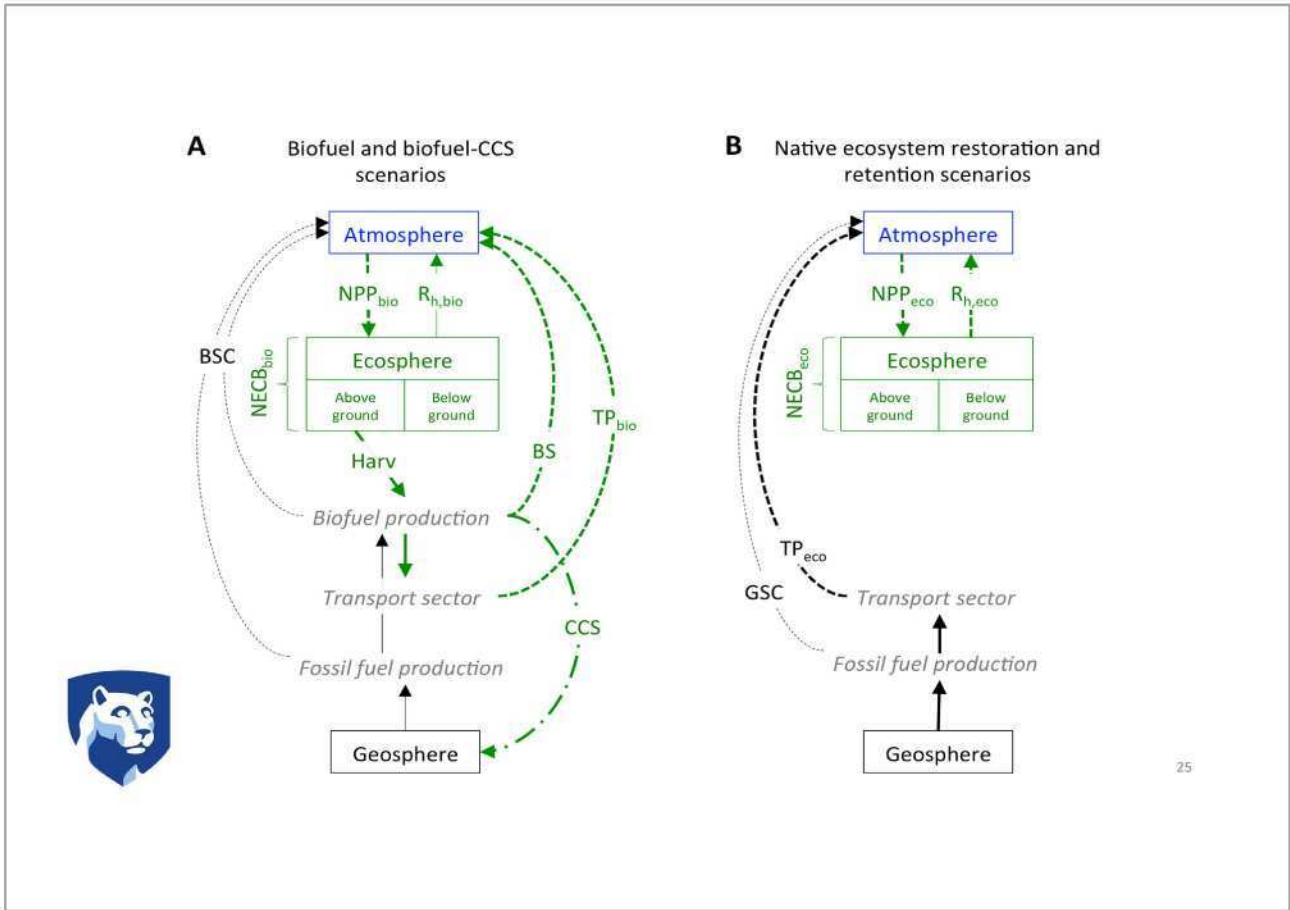 A
Biofuel and biofuel-CCS
scenarios
Atmosphere
NPPbio
Rh,bio
BSC
NECBbio
Ecosphere
Above
ground
Below
ground
TPbio
Harv
BS
Biofuel production
Transport sector
CCS
Fossil fuel production
Geosphere
B
Native ecosystem restoration and
retention scenarios
Atmosphere
NPPeco
Rh,eco
NECBeco
Ecosphere
Above
ground
Below
ground
TPeco
GSC
Transport sector
Fossil fuel production
Geosphere
25